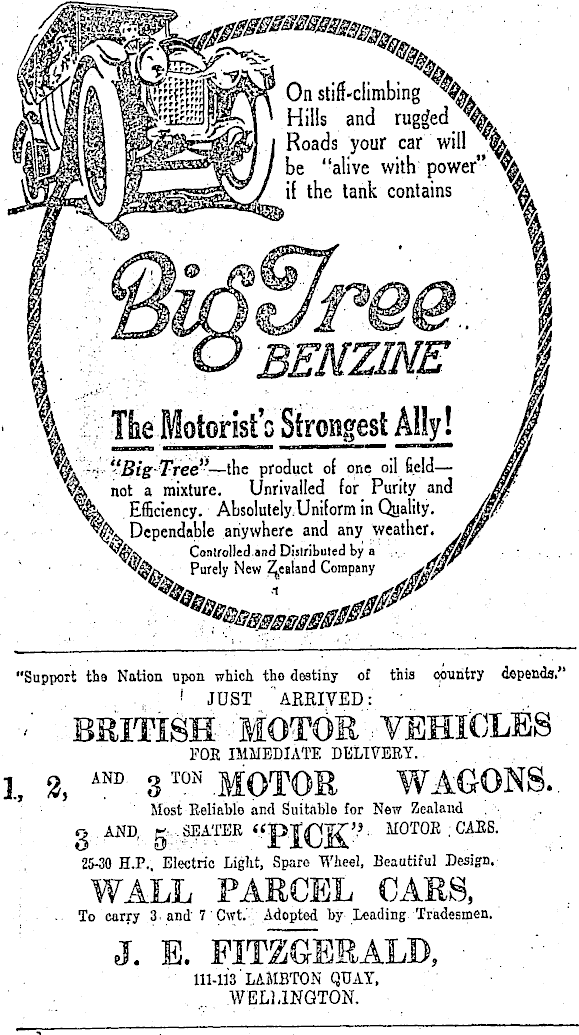 On stiff-climbing
Hills and rugged
Roads your car will
be "alive with power"
if the tank contains
Big Tree
BENZINE
The Motorist's Strongest Ally!
"Big Tree"—the product of one oil field—
not a mixture. Unrivalled for Purity and
Efficiency. Absolutely Uniform in Quality.
Dependable anywhere and any weather.
Controlled and Distributed by a
Purely New Zealand Company
"Support the Nation upon which the destiny of this country depends."
JUST ARRIVED:
BRITISH MOTOR VEHICLES
FOR IMMEDIATE DELIVERY.
1, 2, AND 3 TON MOTOR WAGONS.
Most Reliable and Suitable for New Zealand
3 AND 5 SEATER "PICK" MOTOR CARS.
25-30 H.P., Electric Light, Spare Wheel, Beautiful Design.
WALL PARCEL CARS,
To carry 3 and 7 Cwt. Adopted by Leading Tradesmen.
J. E. FITZGERALD,
111-113 LAMBTON QUAY,
WELLINGTON.